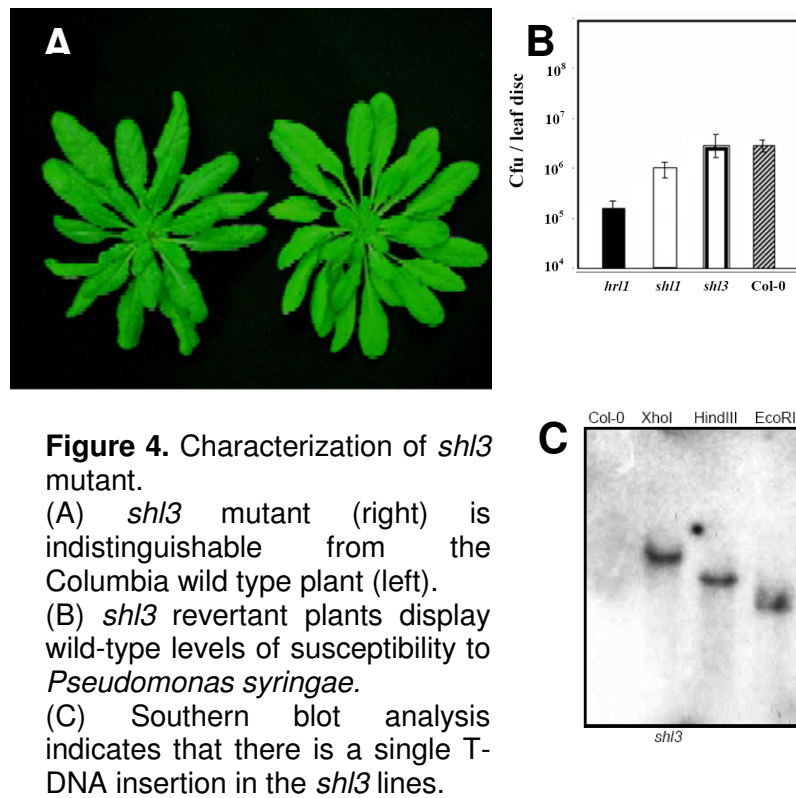 A
B
Cfu / leaf disc
10⁸
10⁷
10⁶
10⁵
10⁴
hrl1 shl1 shl3 Col-0
C
Col-0 XhoI HindIII EcoRI
shl3
Figure 4. Characterization of shl3
mutant.
(A) shl3 mutant (right) is
indistinguishable from the
Columbia wild type plant (left).
(B) shl3 revertant plants display
wild-type levels of susceptibility to
Pseudomonas syringae.
(C) Southern blot analysis
indicates that there is a single T-
DNA insertion in the shl3 lines.